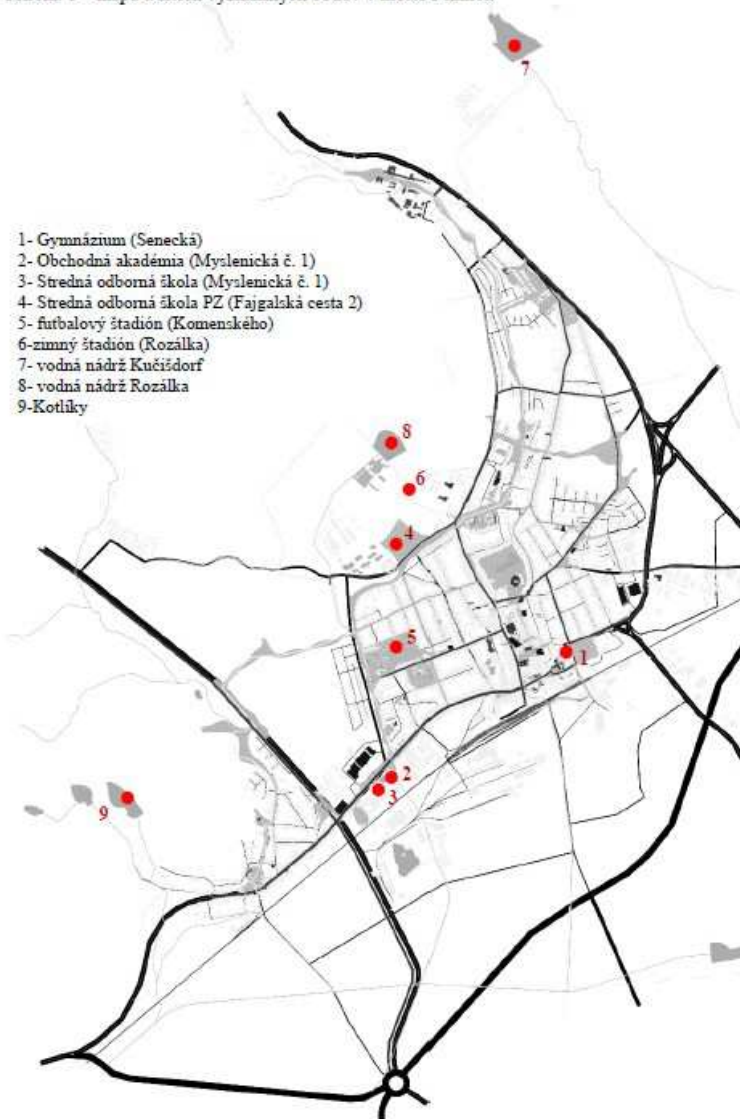 1- Gymnázium (Senecká)
2- Obchodná akadémia (Myslenická č. 1)
3- Stredná odborná škola (Myslenická č. 1)
4- Stredná odborná škola PZ (Fajgalská cesta 2)
5- futbalový štadión (Komenského)
6-zimný štadión (Rozálka)
7- vodná nádrž Kučišdorf
8- vodná nádrž Rozálka
9-Kotlíky
7
8
6
4
5
1
2
3
9